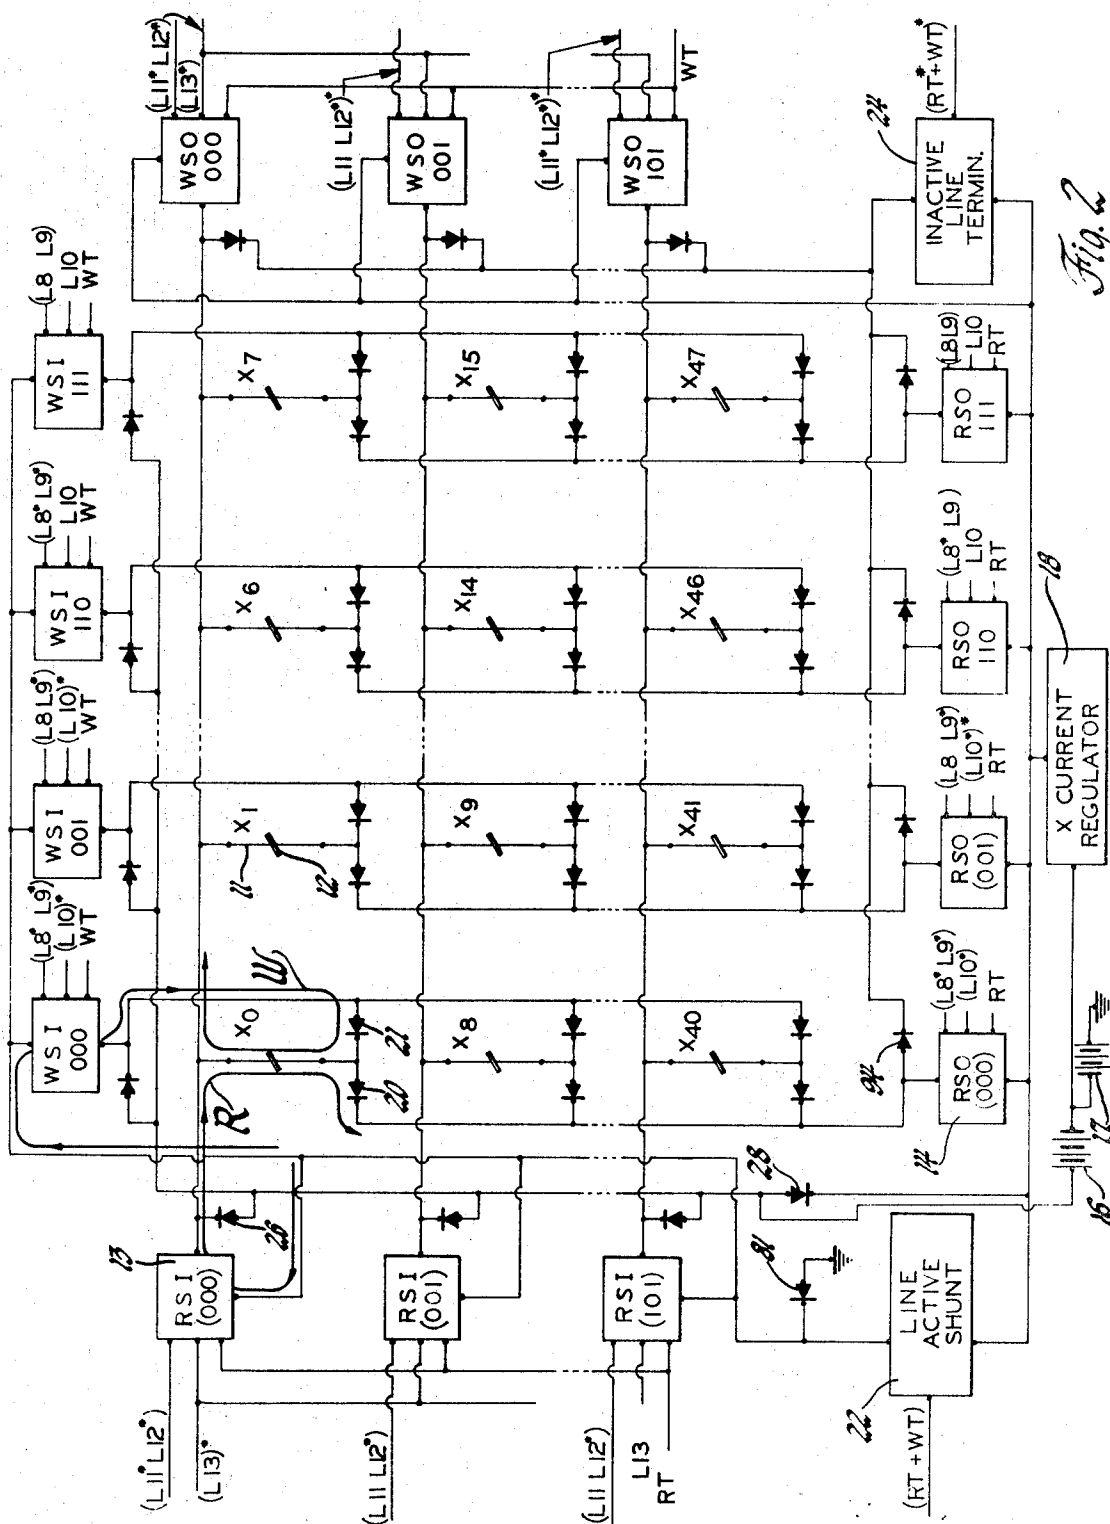 (L11* L12*)
(L13*)
WSO
000
(L11 L12*)*
WSO
001
(L11* L12*)*
WT
WSO
101
(RT+WT)*
24
INACTIVE
LINE
TERMIN.
Fig. 2
(L8 L9)
L10
WT
WSI
111
(L8* L9*)
L10
WT
WSI
110
(L8 L9*)
(L10)*
WT
WSI
001
(L8* L9*)
(L10)*
WT
WSI
000
X7
X15
X47
X6
X14
X46
X1
11
12
X9
X41
X0
W
R
20
21
X8
X40
(L8L9)
L10
RT
RSO
111
(L8* L9)
L10
RT
RSO
110
(L8 L9*)
(L10*)*
RT
RSO
(001)
(L8* L9*)
(L10*)
RT
RSO
(000)
14
94
18
X CURRENT
REGULATOR
16
17
28
81
13
RSI
(000)
26
RSI
(001)
RSI
(101)
(L11* L12*)
(L13)*
(L11 L12*)
(L11 L12*)
L13
RT
22
LINE
ACTIVE
SHUNT
(RT+WT)